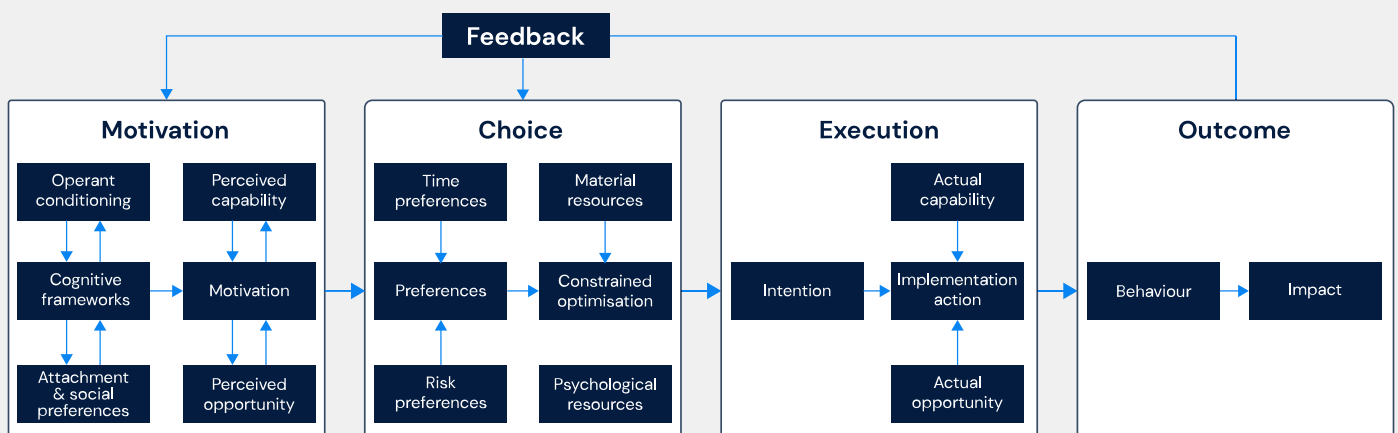 Feedback
Motivation
Operant
conditioning
Perceived
capability
Cognitive
frameworks
Motivation
Attachment
& social
preferences
Perceived
opportunity
Choice
Time
preferences
Material
resources
Preferences
Constrained
optimisation
Risk
preferences
Psychological
resources
Execution
Actual
capability
Intention
Implementation
action
Actual
opportunity
Outcome
Behaviour
Impact